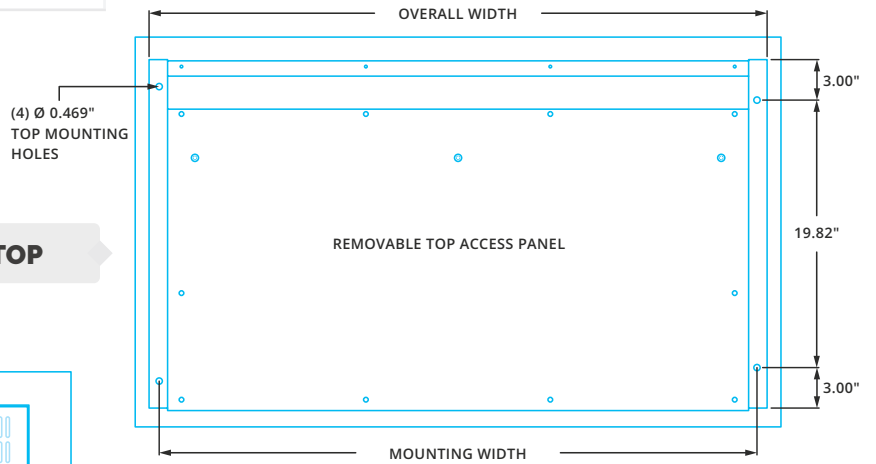 OVERALL WIDTH
3.00"
(4) Ø 0.469"
TOP MOUNTING
HOLES
19.82"
TOP
REMOVABLE TOP ACCESS PANEL
3.00"
MOUNTING WIDTH